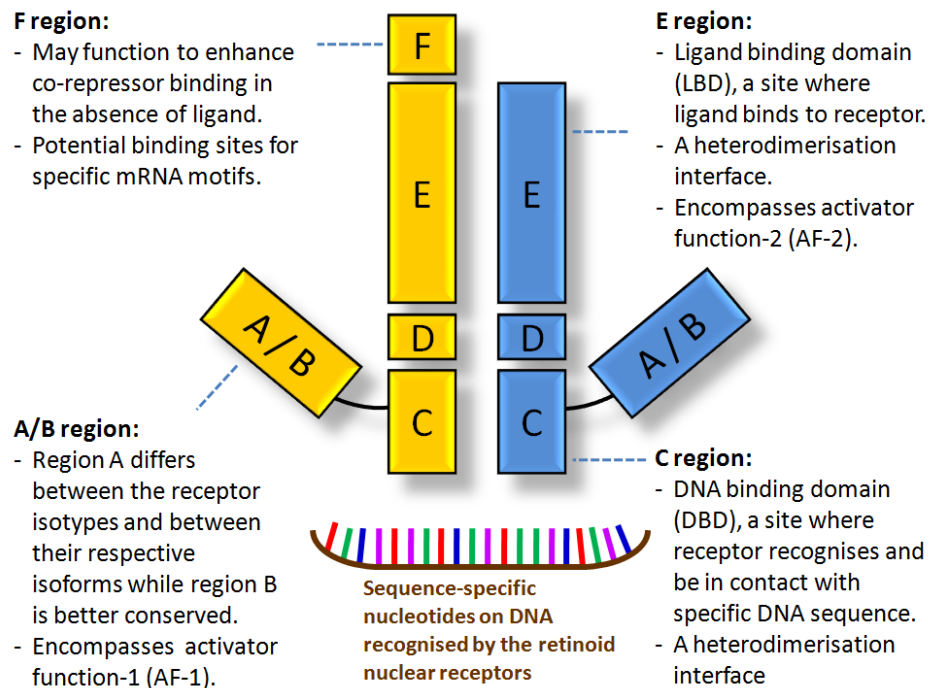 F region:
- May function to enhance
co-repressor binding in
the absence of ligand.
- Potential binding sites for
specific mRNA motifs.
F
E
D
C
A / B
E
D
C
A / B
E region:
- Ligand binding domain
(LBD), a site where
ligand binds to receptor.
- A heterodimerisation
interface.
- Encompasses activator
function-2 (AF-2).
A/B region:
- Region A differs
between the receptor
isotypes and between
their respective
isoforms while region B
is better conserved.
- Encompasses activator
function-1 (AF-1).
Sequence-specific
nucleotides on DNA
recognised by the retinoid
nuclear receptors
C region:
- DNA binding domain
(DBD), a site where
receptor recognises and
be in contact with
specific DNA sequence.
- A heterodimerisation
interface